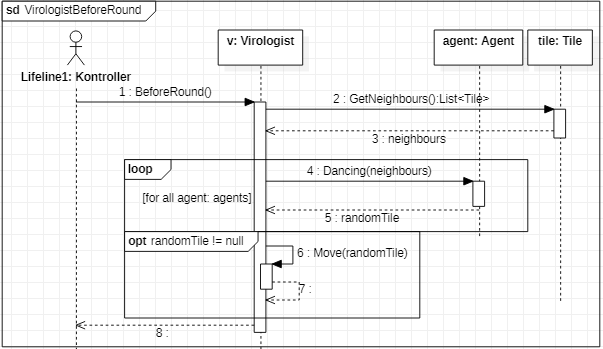 sd VirologistBeforeRound
v: Virologist
agent: Agent
tile: Tile
Lifeline1: Kontroller
1 : BeforeRound()
2 : GetNeighbours():List<Tile>
3 : neighbours
loop
4 : Dancing(neighbours)
[for all agent: agents]
5 : randomTile
opt randomTile != null
6 : Move(randomTile)
7 :
8 :